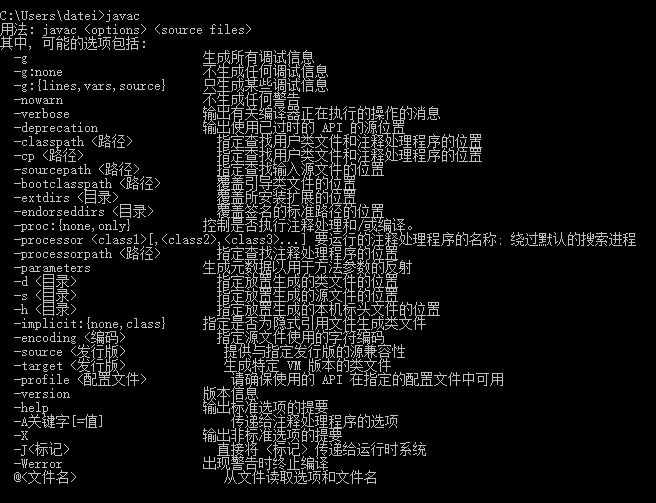 C:\Users\datei>javac
用法: javac <options> <source files>
其中, 可能的选项包括:
-g 生成所有调试信息
-g:none 不生成任何调试信息
-g:{lines,vars,source} 只生成某些调试信息
-nowarn 不生成任何警告
-verbose 输出有关编译器正在执行的操作的消息
-deprecation 输出使用已过时的 API 的源位置
-classpath <路径> 指定查找用户类文件和注释处理程序的位置
-cp <路径> 指定查找用户类文件和注释处理程序的位置
-sourcepath <路径> 指定查找输入源文件的位置
-bootclasspath <路径> 覆盖引导类文件的位置
-extdirs <目录> 覆盖所安装扩展的位置
-endorseddirs <目录> 覆盖签名的标准路径的位置
-proc:{none,only} 控制是否执行注释处理和/或编译。
-processor <class1>[,<class2>,<class3>...] 要运行的注释处理程序的名称; 绕过默认的搜索进程
-processorpath <路径> 指定查找注释处理程序的位置
-parameters 生成元数据以用于方法参数的反射
-d <目录> 指定放置生成的类文件的位置
-s <目录> 指定放置生成的源文件的位置
-h <目录> 指定放置生成的本机标头文件的位置
-implicit:{none,class} 指定是否为隐式引用文件生成类文件
-encoding <编码> 指定源文件使用的字符编码
-source <发行版> 提供与指定发行版的源兼容性
-target <发行版> 生成特定 VM 版本的类文件
-profile <配置文件> 请确保使用的 API 在指定的配置文件中可用
-version 版本信息
-help 输出标准选项的提要
-A关键字[=值] 传递给注释处理程序的选项
-X 输出非标准选项的提要
-J<标记> 直接将 <标记> 传递给运行时系统
-Werror 出现警告时终止编译
@<文件名> 从文件读取选项和文件名